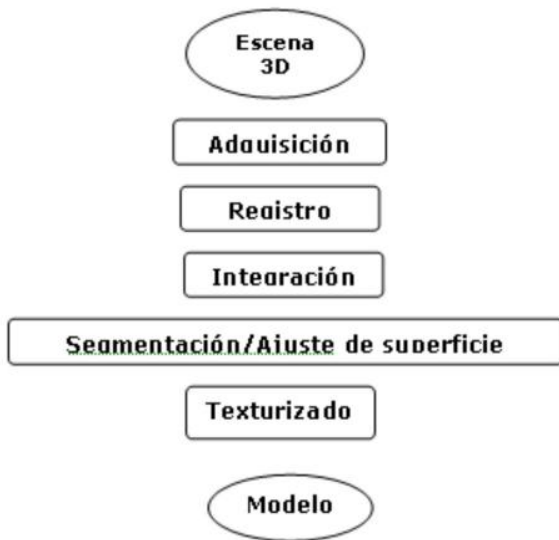 Escena
3D
Adquisición
Registro
Integración
Segmentación/Ajuste de superficie
Texturizado
Modelo